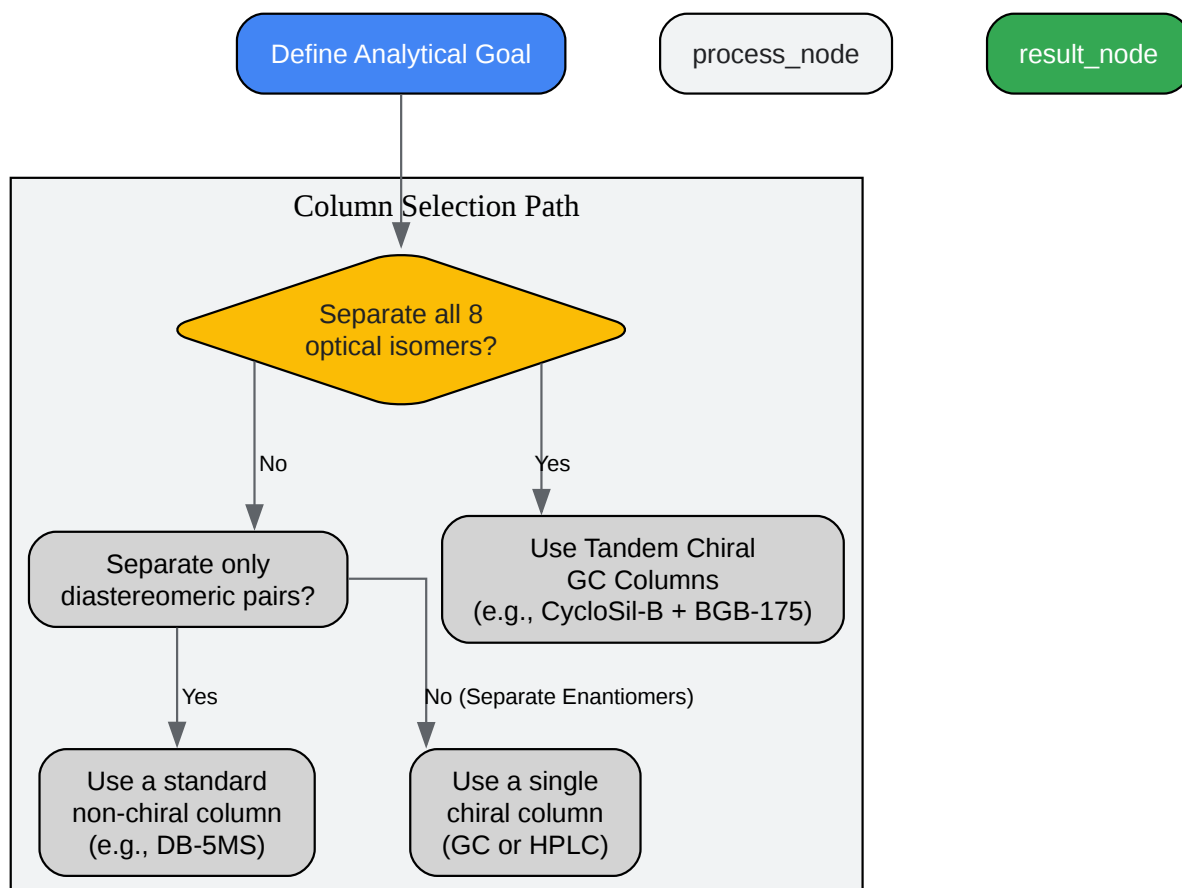 Define Analytical Goal
process_node
result_node
Column Selection Path
Separate all 8
optical isomers?
No
Yes
Separate only
diastereomeric pairs?
Use Tandem Chiral
GC Columns
(e.g., CycloSil-B + BGB-175)
Yes
No (Separate Enantiomers)
Use a standard
non-chiral column
(e.g., DB-5MS)
Use a single
chiral column
(GC or HPLC)